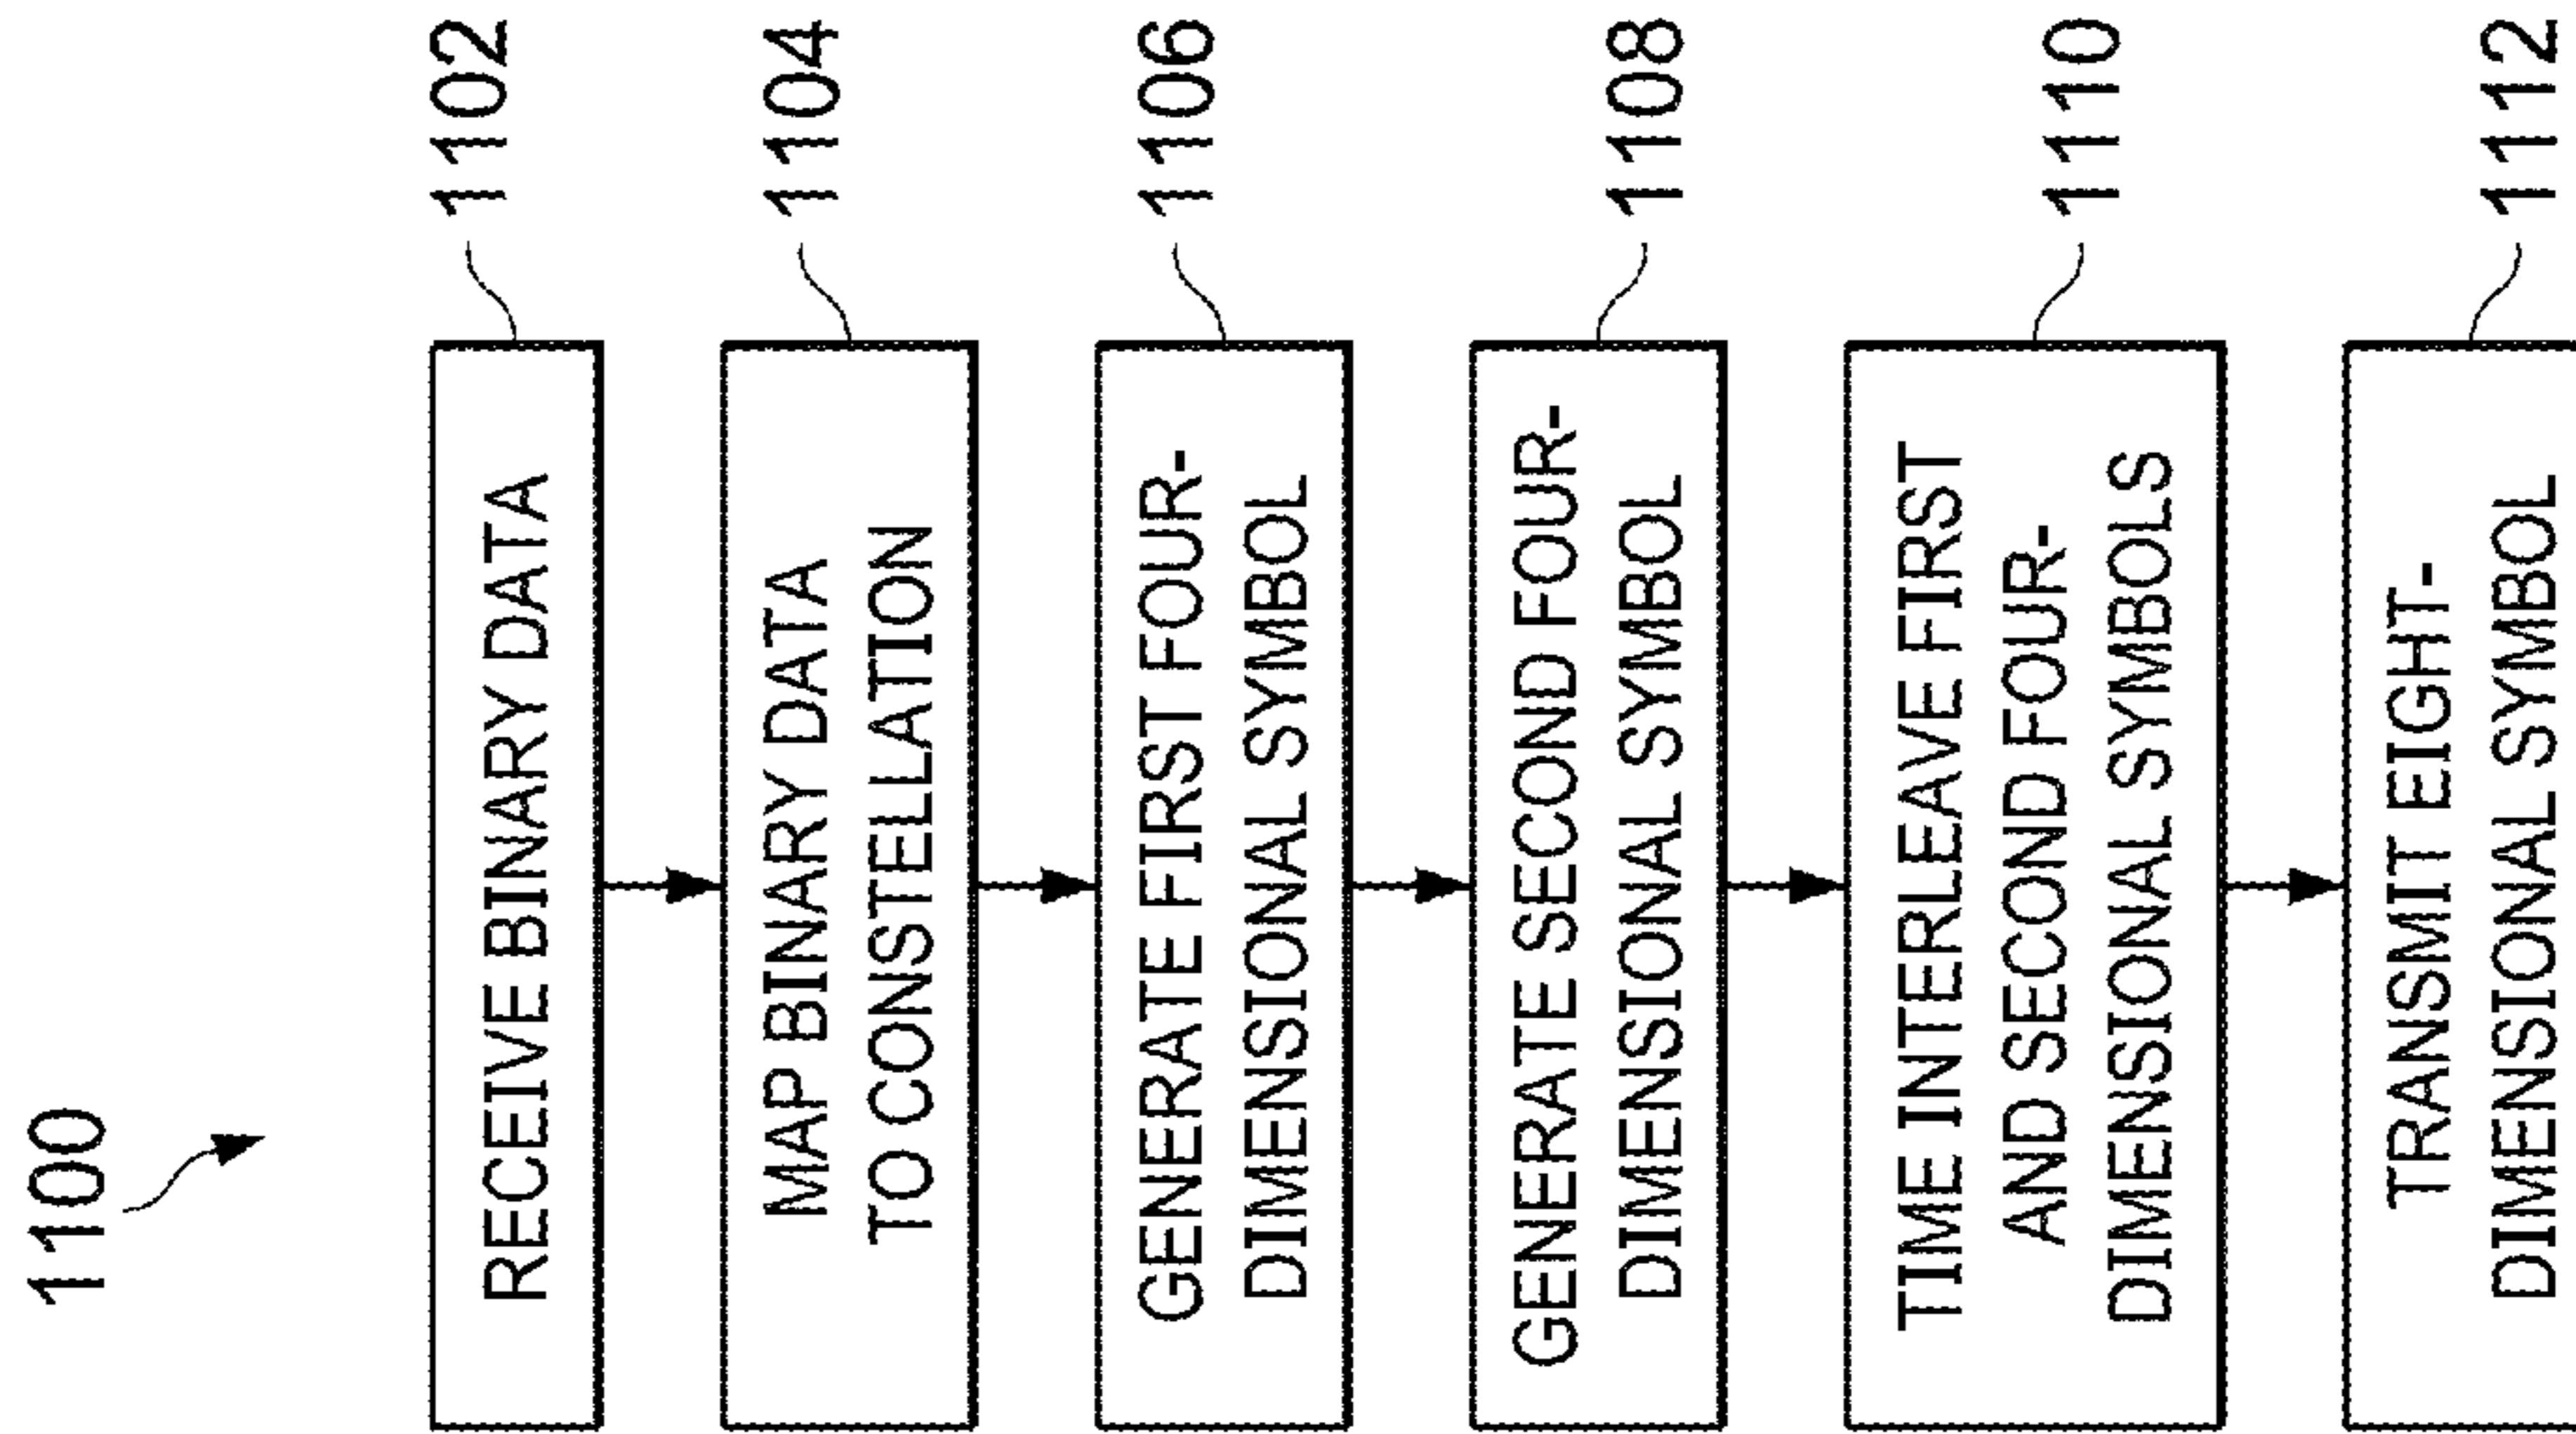 1100
RECEIVE BINARY DATA
1102
MAP BINARY DATA
TO CONSTELLATION
1104
GENERATE FIRST FOUR-
DIMENSIONAL SYMBOL
1106
GENERATE SECOND FOUR-
DIMENSIONAL SYMBOL
1108
TIME INTERLEAVE FIRST
AND SECOND FOUR-
DIMENSIONAL SYMBOLS
1110
TRANSMIT EIGHT-
DIMENSIONAL SYMBOL
1112